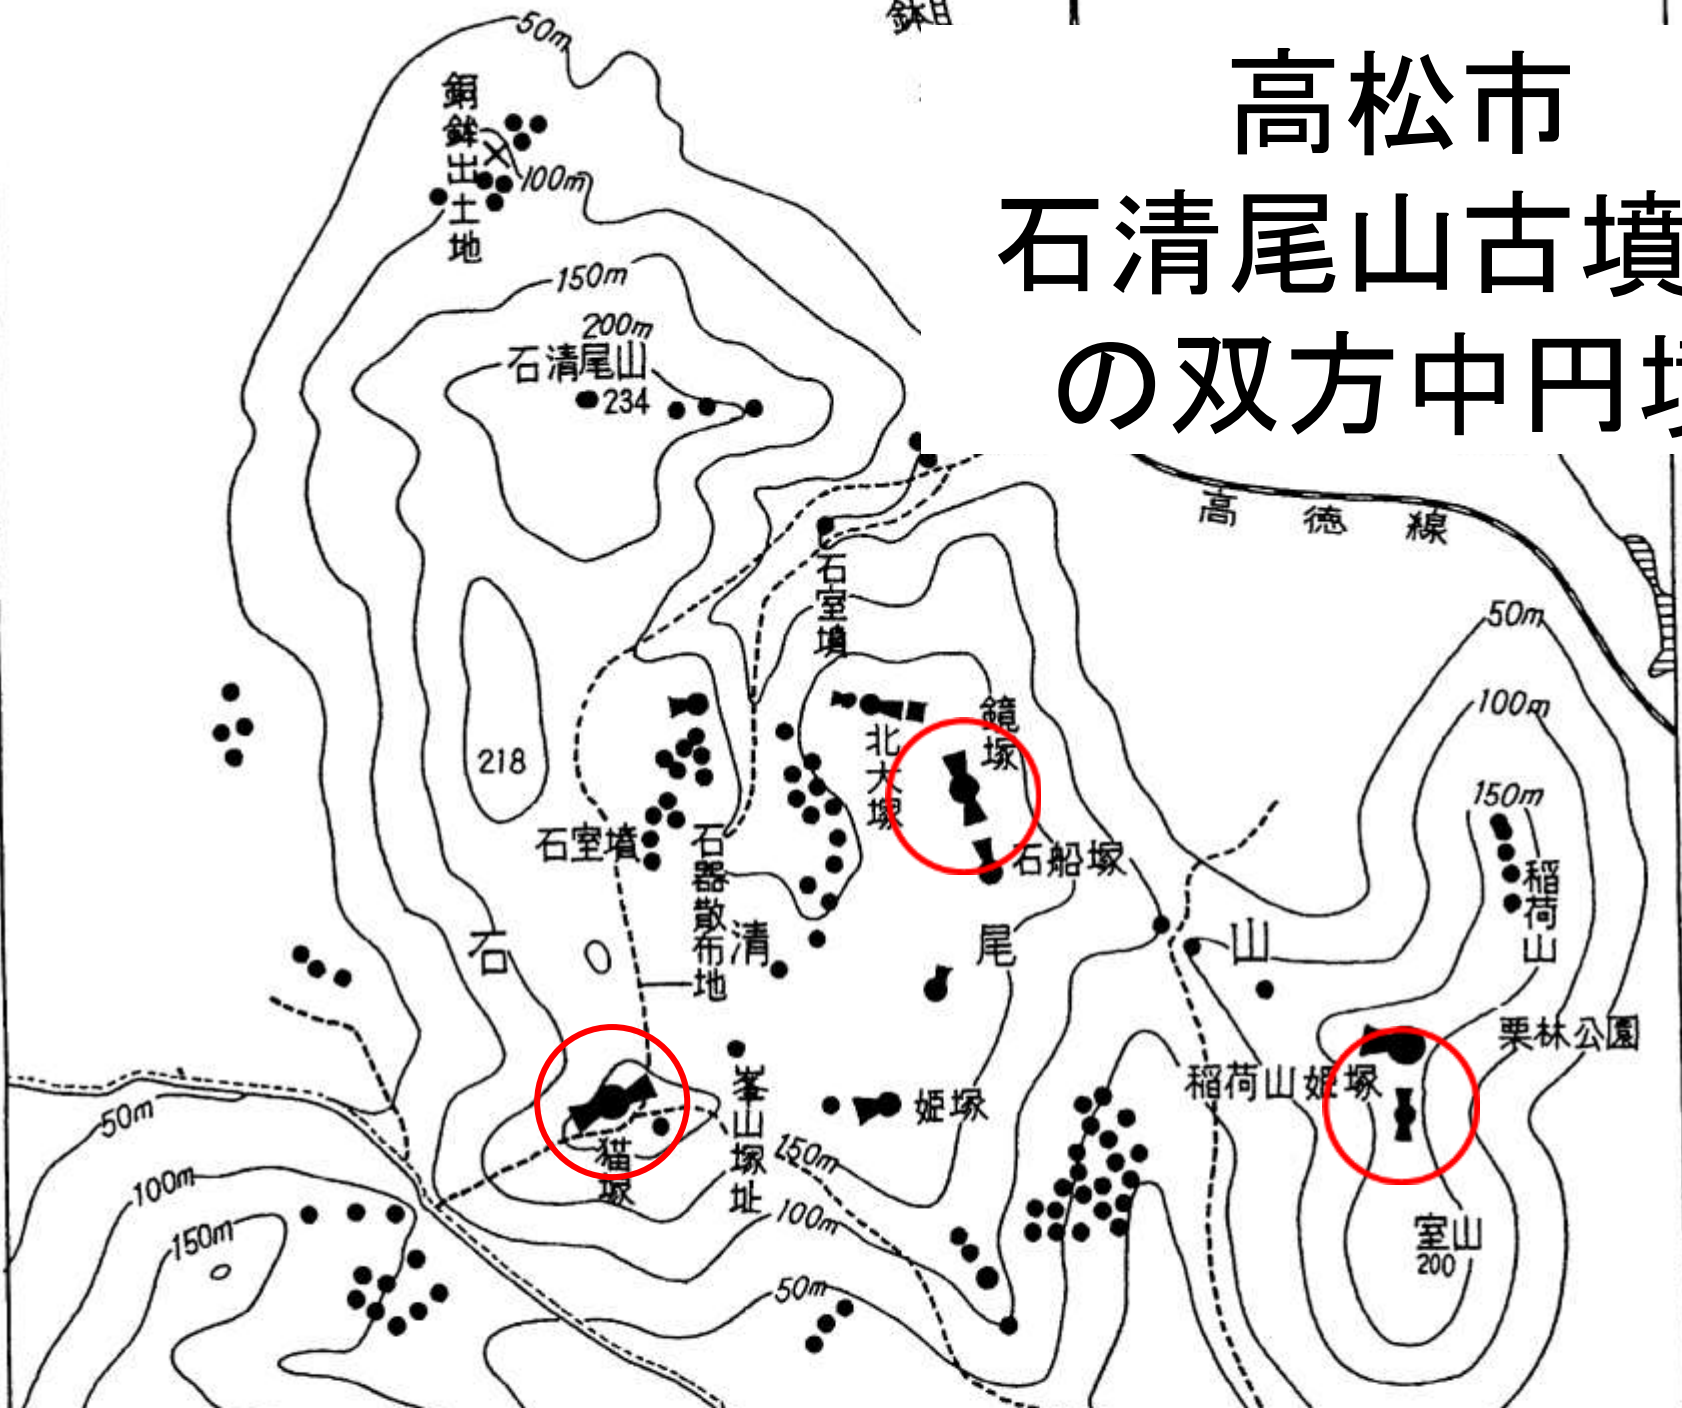 50m
高松市
石清尾山古墳
の双方中円墳
銅鉾出土地
100m
150m
200m
石清尾山
234
高徳線
石室墳
50m
100m
218
鏡塚
北大塚
150m
石室墳
石器散布地
石船塚
稲荷山
石清尾山
栗林公園
稲荷山姫塚
峯山塚址
姫塚
猫塚
50m
150m
100m
100m
150m
室山
200
50m